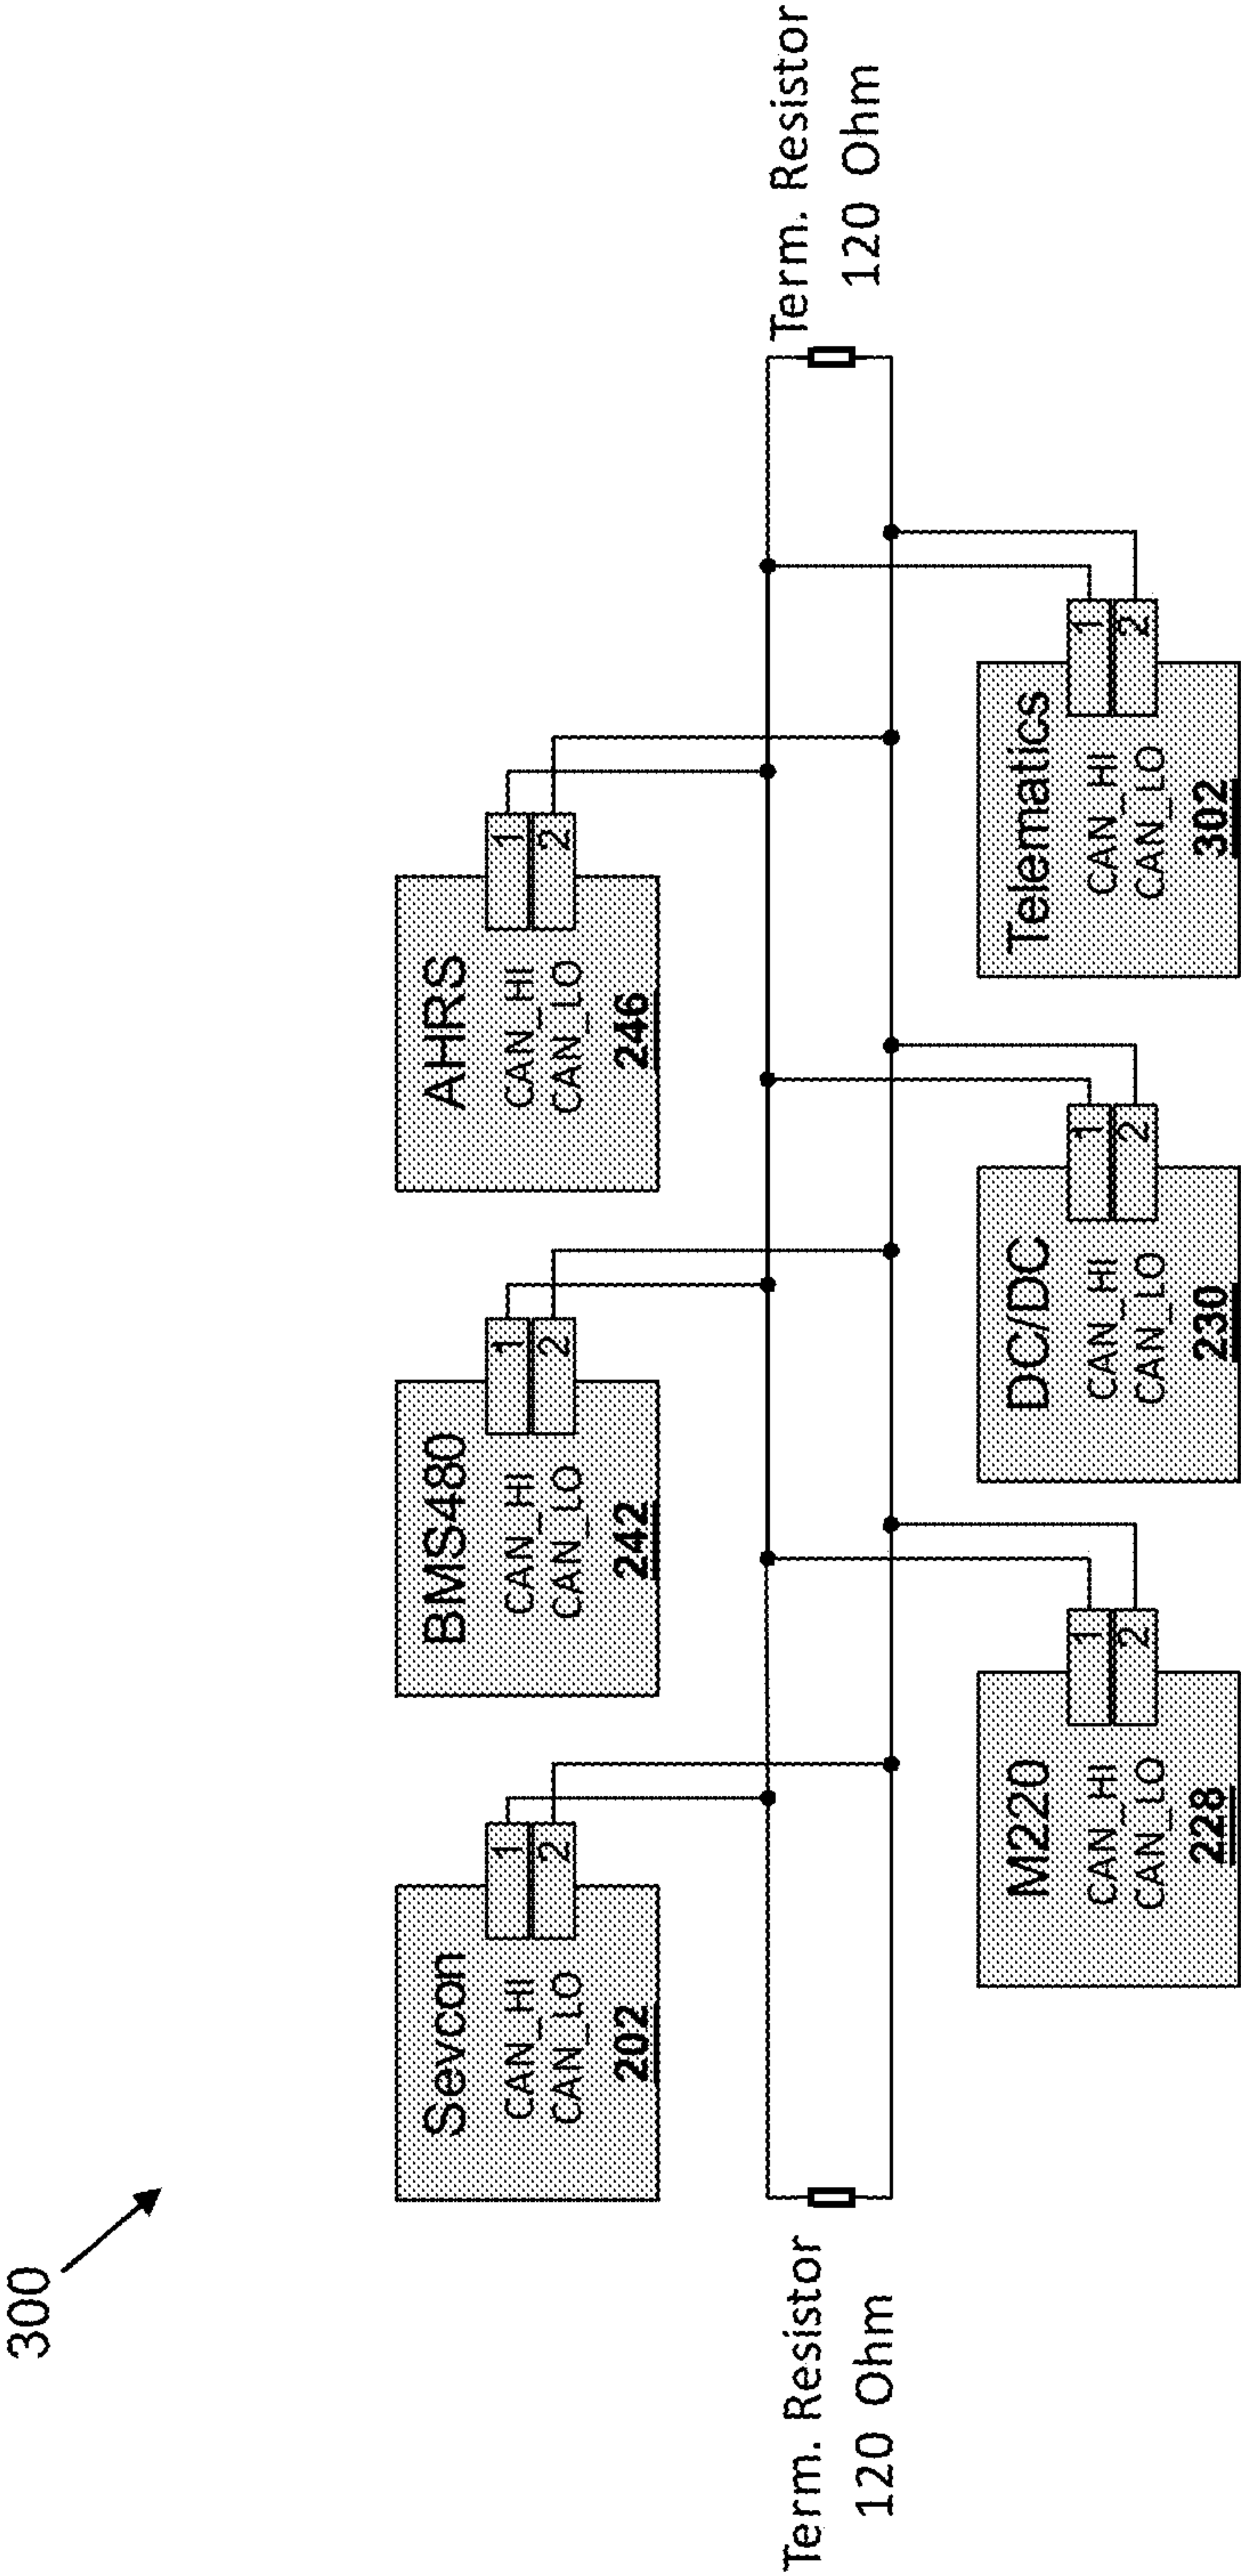 300
Sevcon
CAN_HI
1
CAN_LO
2
202
BMS480
CAN_HI
1
CAN_LO
2
242
AHRS
CAN_HI
1
CAN_LO
2
246
Term. Resistor
120 Ohm
Term. Resistor
120 Ohm
M220
CAN_HI
1
CAN_LO
2
228
DC/DC
CAN_HI
1
CAN_LO
2
230
Telematics
CAN_HI
1
CAN_LO
2
302